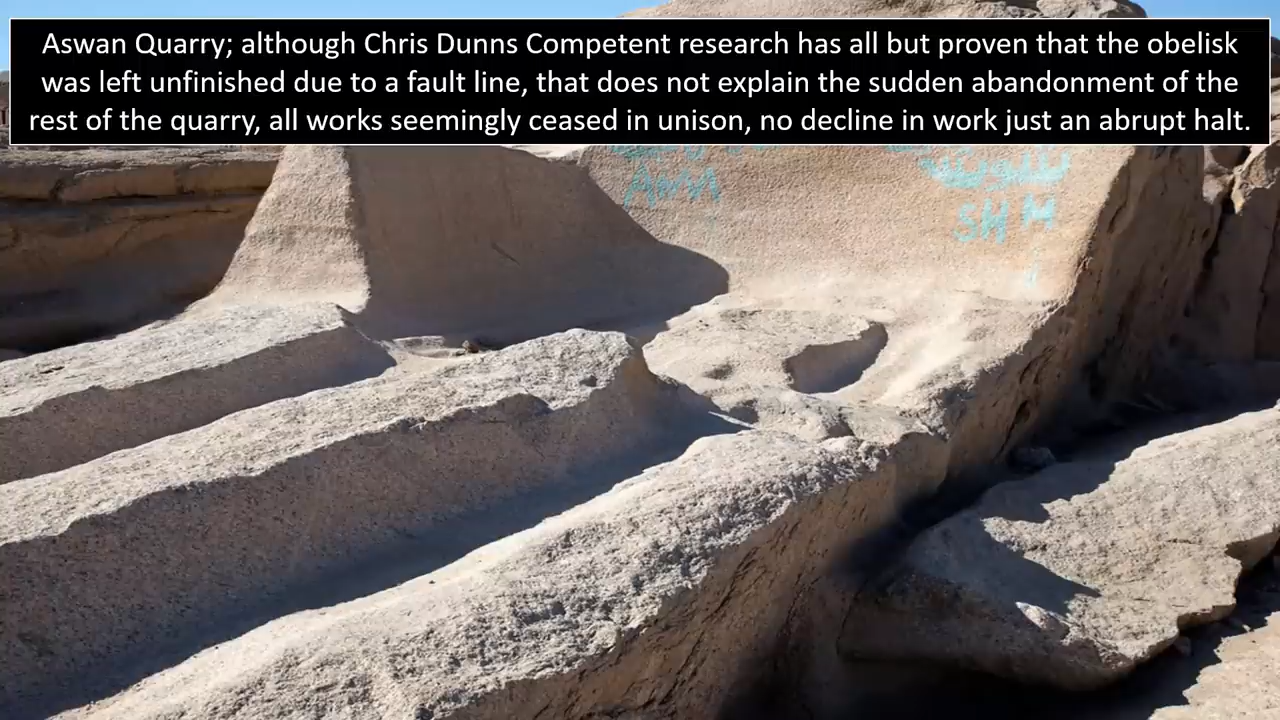 Aswan Quarry; although Chris Dunns Competent research has all but proven that the obelisk
was left unfinished due to a fault line, that does not explain the sudden abandonment of the
rest of the quarry, all works seemingly ceased in unison, no decline in work just an abrupt halt.
AMM
SHM